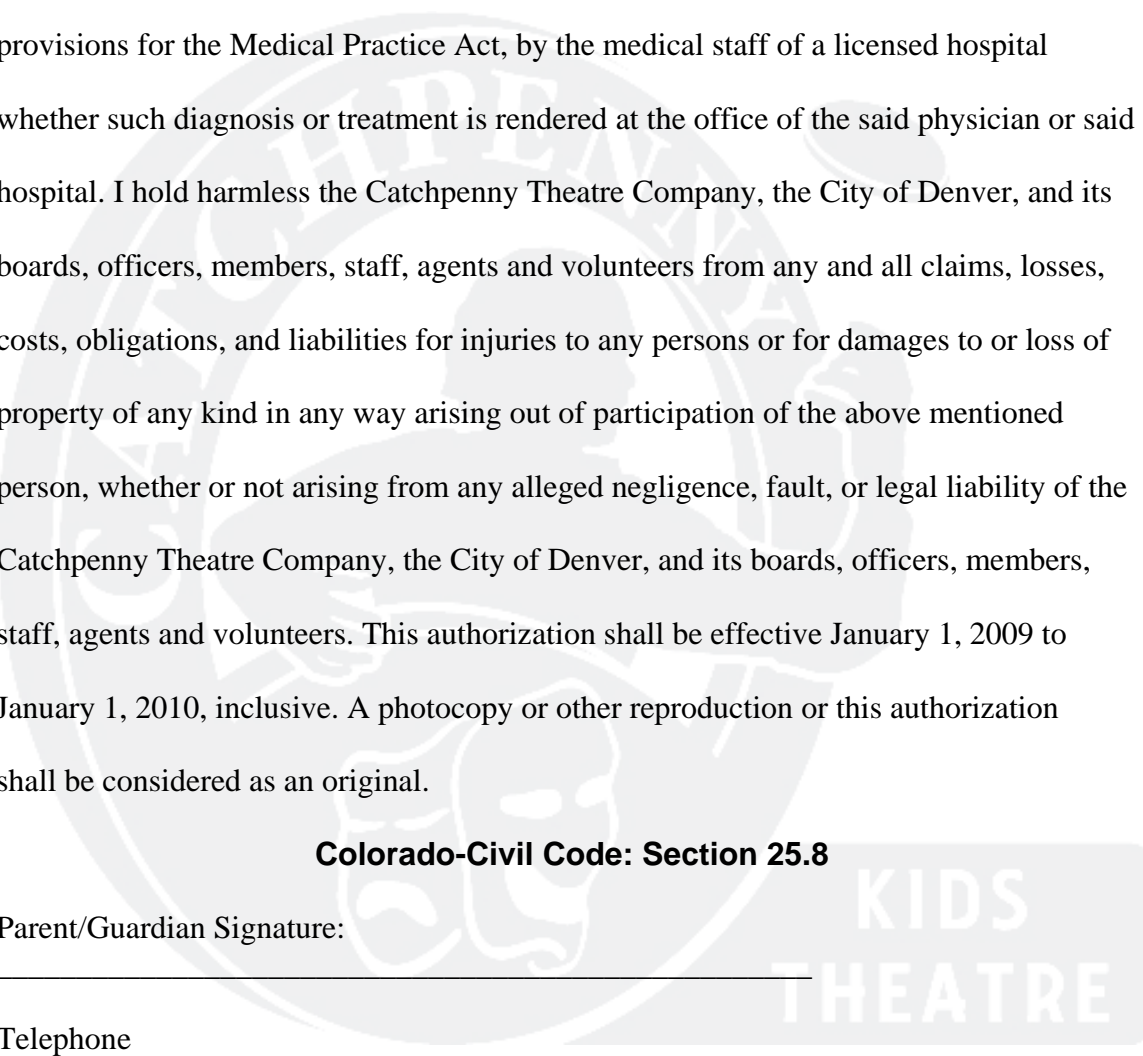 provisions for the Medical Practice Act, by the medical staff of a licensed hospital
whether such diagnosis or treatment is rendered at the office of the said physician or said
hospital. I hold harmless the Catchpenny Theatre Company, the City of Denver, and its
boards, officers, members, staff, agents and volunteers from any and all claims, losses,
costs, obligations, and liabilities for injuries to any persons or for damages to or loss of
property of any kind in any way arising out of participation of the above mentioned
person, whether or not arising from any alleged negligence, fault, or legal liability of the
Catchpenny Theatre Company, the City of Denver, and its boards, officers, members,
staff, agents and volunteers. This authorization shall be effective January 1, 2009 to
January 1, 2010, inclusive. A photocopy or other reproduction or this authorization
shall be considered as an original.
Colorado-Civil Code: Section 25.8
Parent/Guardian Signature:
Telephone
CATCHPENNY
KIDS
THEATRE